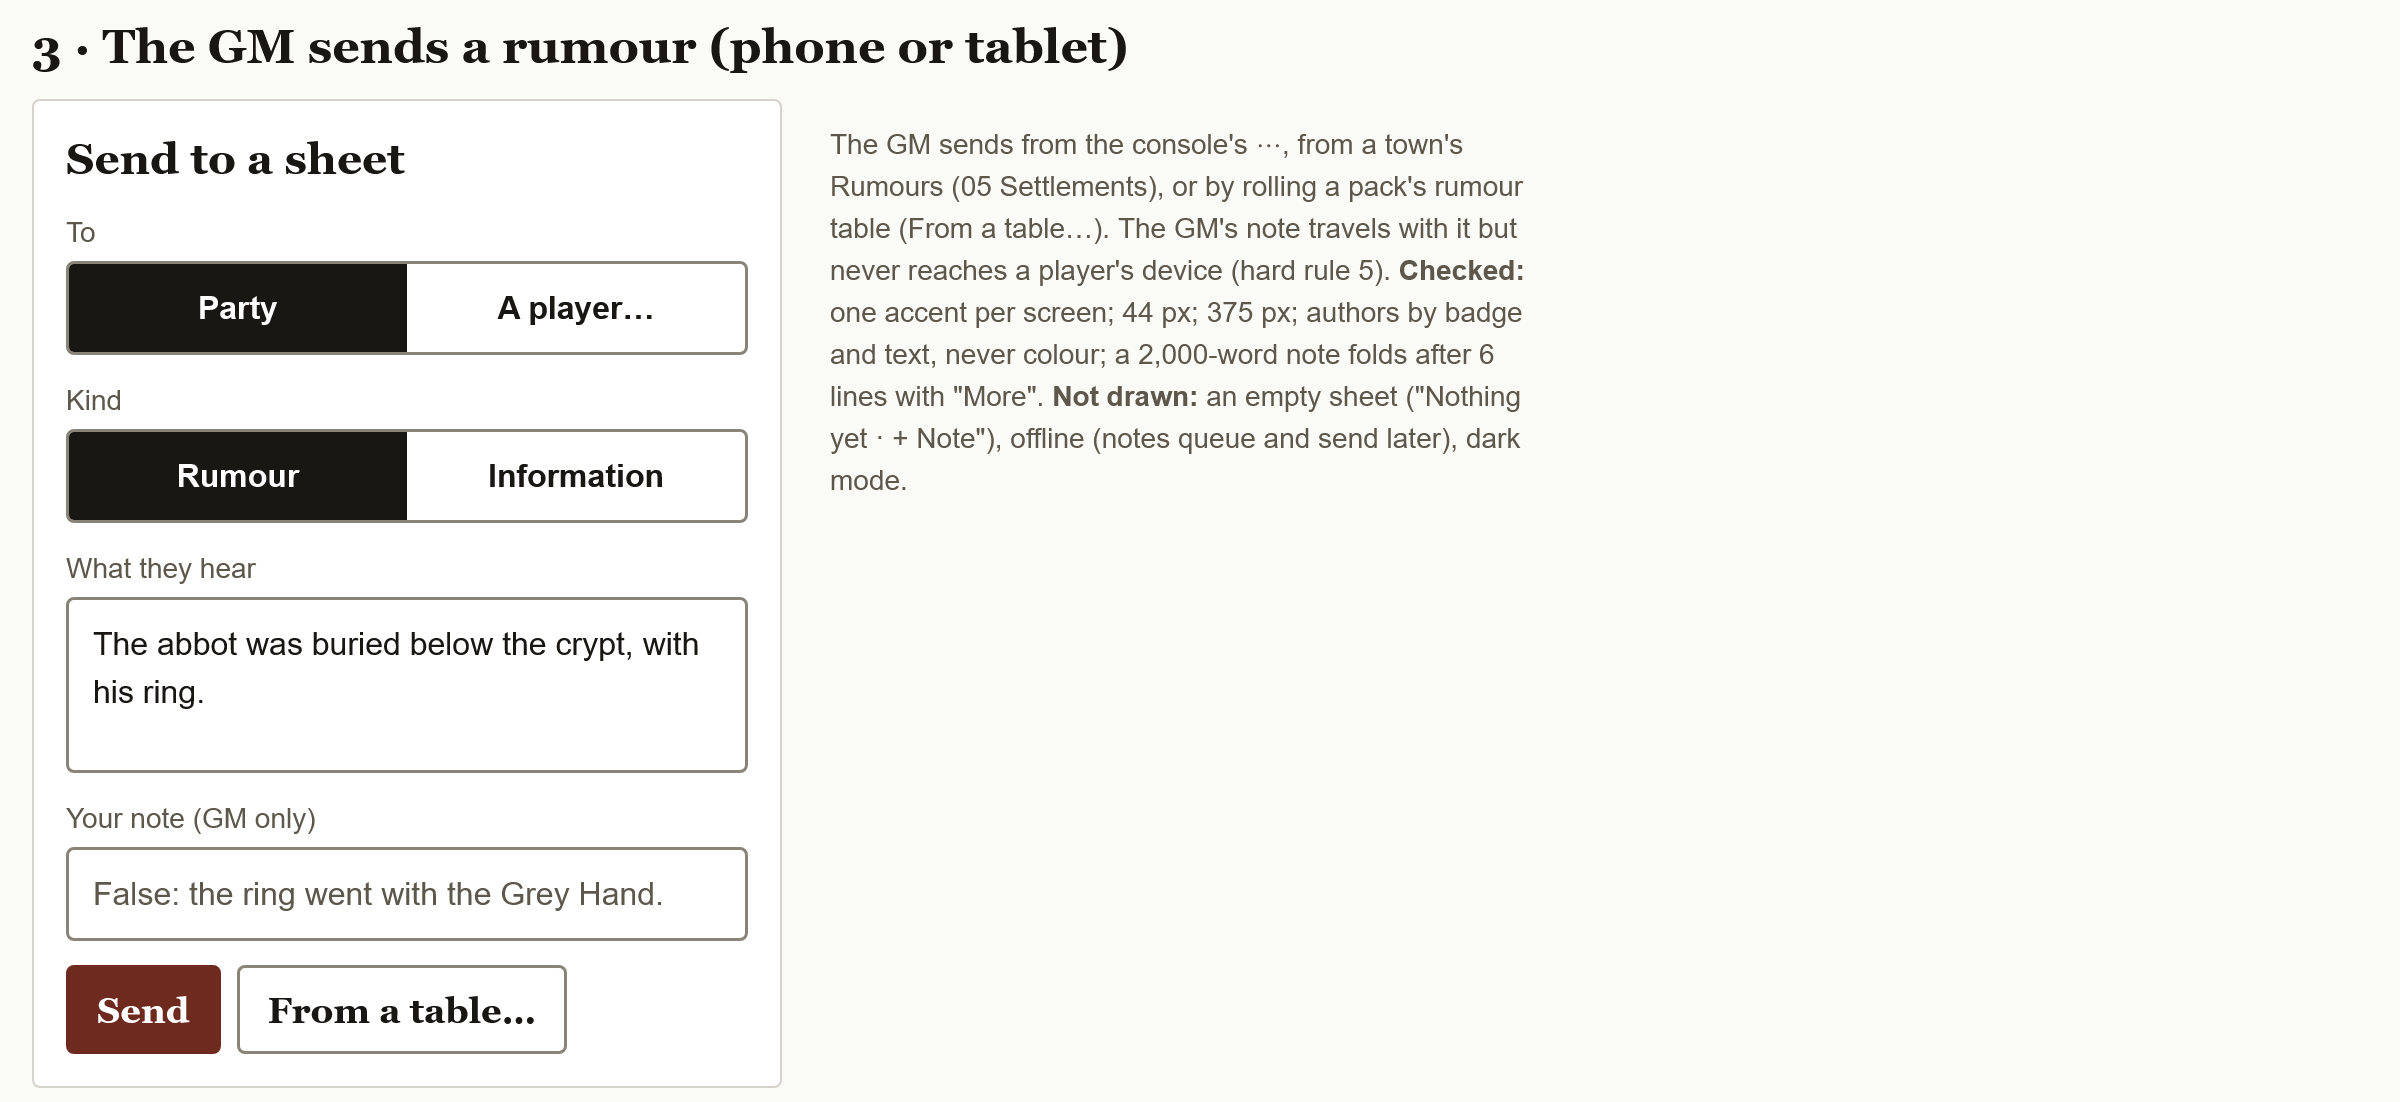 3 · The GM sends a rumour (phone or tablet)
Send to a sheet
To
Party
A player…
Kind
Rumour
Information
What they hear
The abbot was buried below the crypt, with
his ring.
Your note (GM only)
False: the ring went with the Grey Hand.
Send
From a table…
The GM sends from the console's ⋯, from a town's
Rumours (05 Settlements), or by rolling a pack's rumour
table (From a table…). The GM's note travels with it but
never reaches a player's device (hard rule 5). Checked:
one accent per screen; 44 px; 375 px; authors by badge
and text, never colour; a 2,000-word note folds after 6
lines with "More". Not drawn: an empty sheet ("Nothing
yet · + Note"), offline (notes queue and send later), dark
mode.